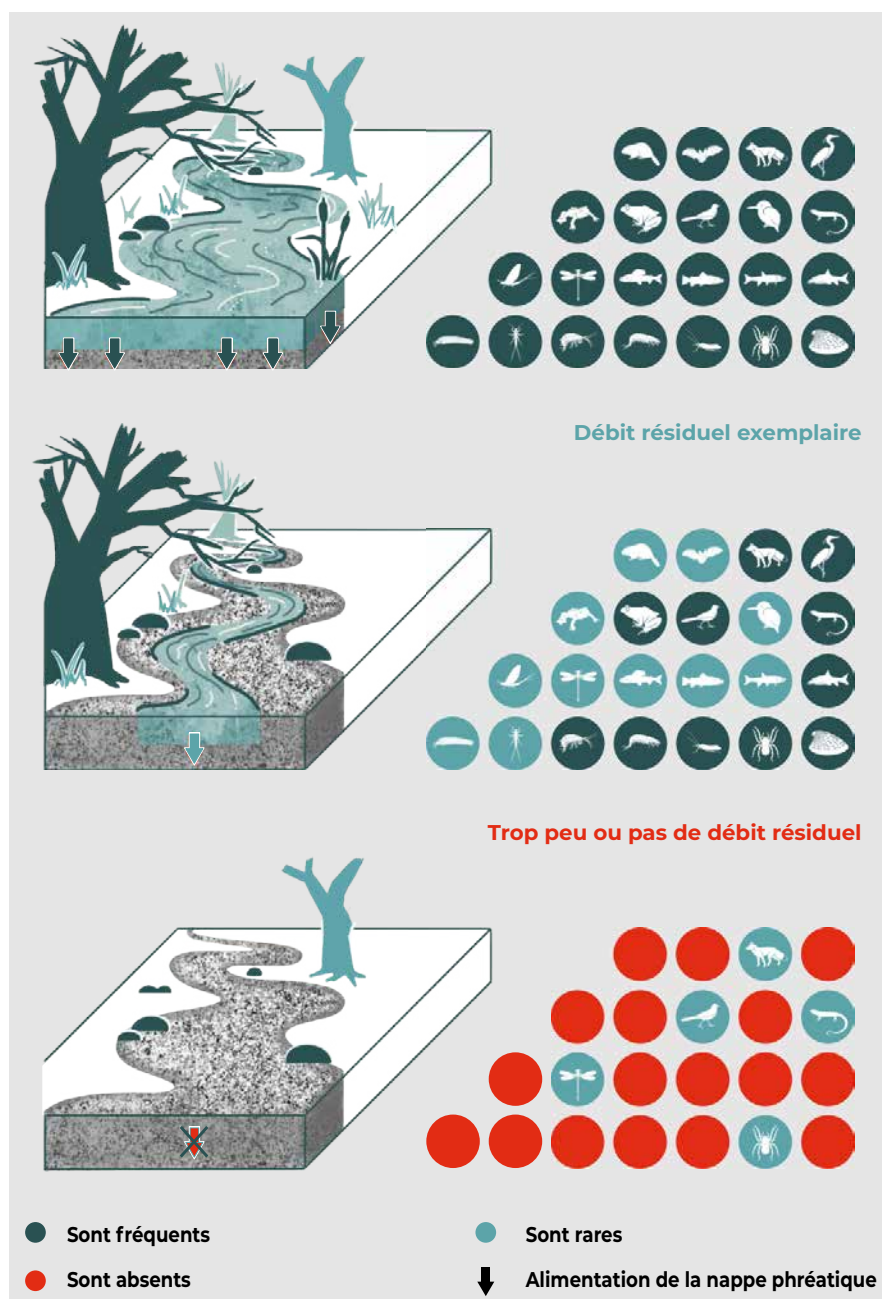 Débit résiduel exemplaire
Trop peu ou pas de débit résiduel
Sont fréquents
Sont rares
Sont absents
Alimentation de la nappe phréatique